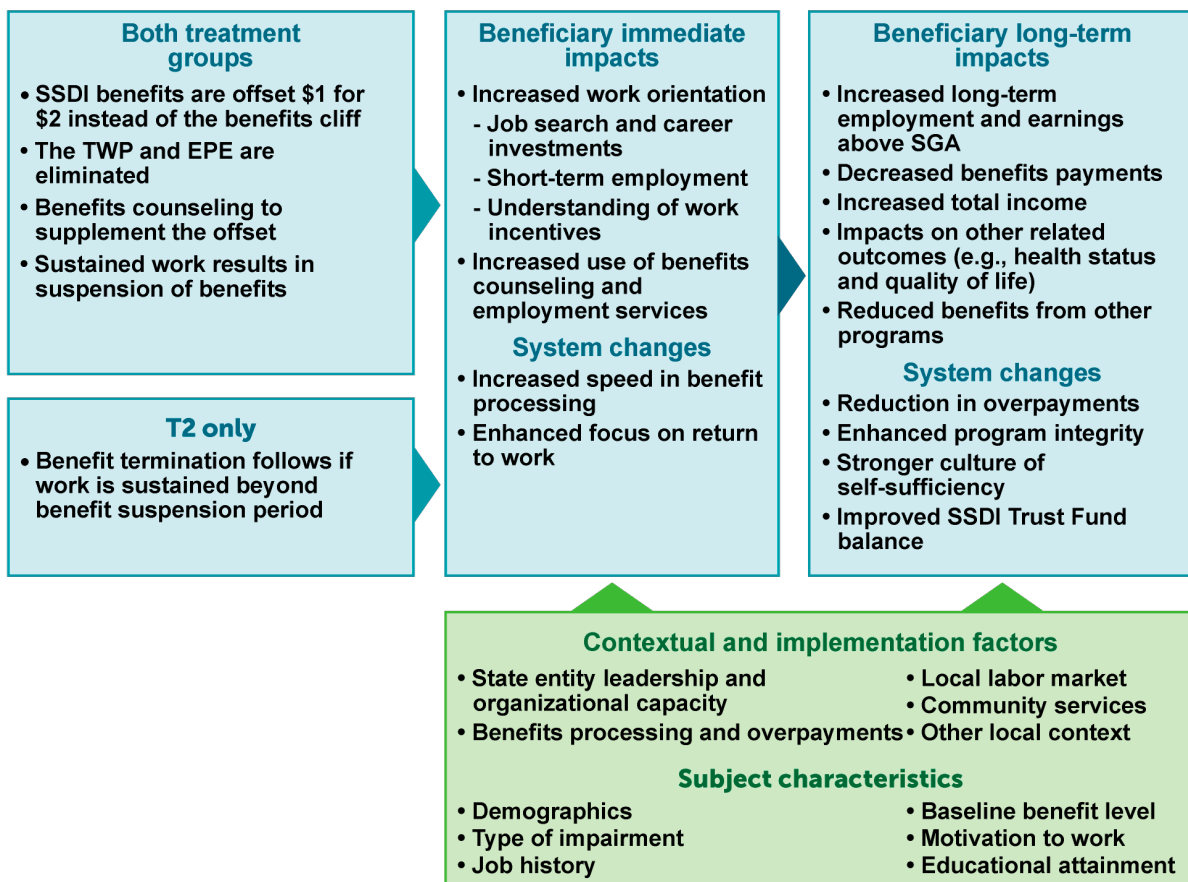 Both treatment
groups
• SSDI benefits are offset $1 for
$2 instead of the benefits cliff
• The TWP and EPE are
eliminated
• Benefits counseling to
supplement the offset
• Sustained work results in
suspension of benefits
T2 only
• Benefit termination follows if
work is sustained beyond
benefit suspension period
Beneficiary immediate
impacts
• Increased work orientation
- Job search and career
investments
- Short-term employment
- Understanding of work
incentives
• Increased use of benefits
counseling and
employment services
System changes
• Increased speed in benefit
processing
• Enhanced focus on return
to work
Beneficiary long-term
impacts
• Increased long-term
employment and earnings
above SGA
• Decreased benefits payments
• Increased total income
• Impacts on other related
outcomes (e.g., health status
and quality of life)
• Reduced benefits from other
programs
System changes
• Reduction in overpayments
• Enhanced program integrity
• Stronger culture of
self-sufficiency
• Improved SSDI Trust Fund
balance
Contextual and implementation factors
• State entity leadership and
organizational capacity
• Benefits processing and overpayments
• Local labor market
• Community services
• Other local context
Subject characteristics
• Demographics
• Type of impairment
• Job history
• Baseline benefit level
• Motivation to work
• Educational attainment